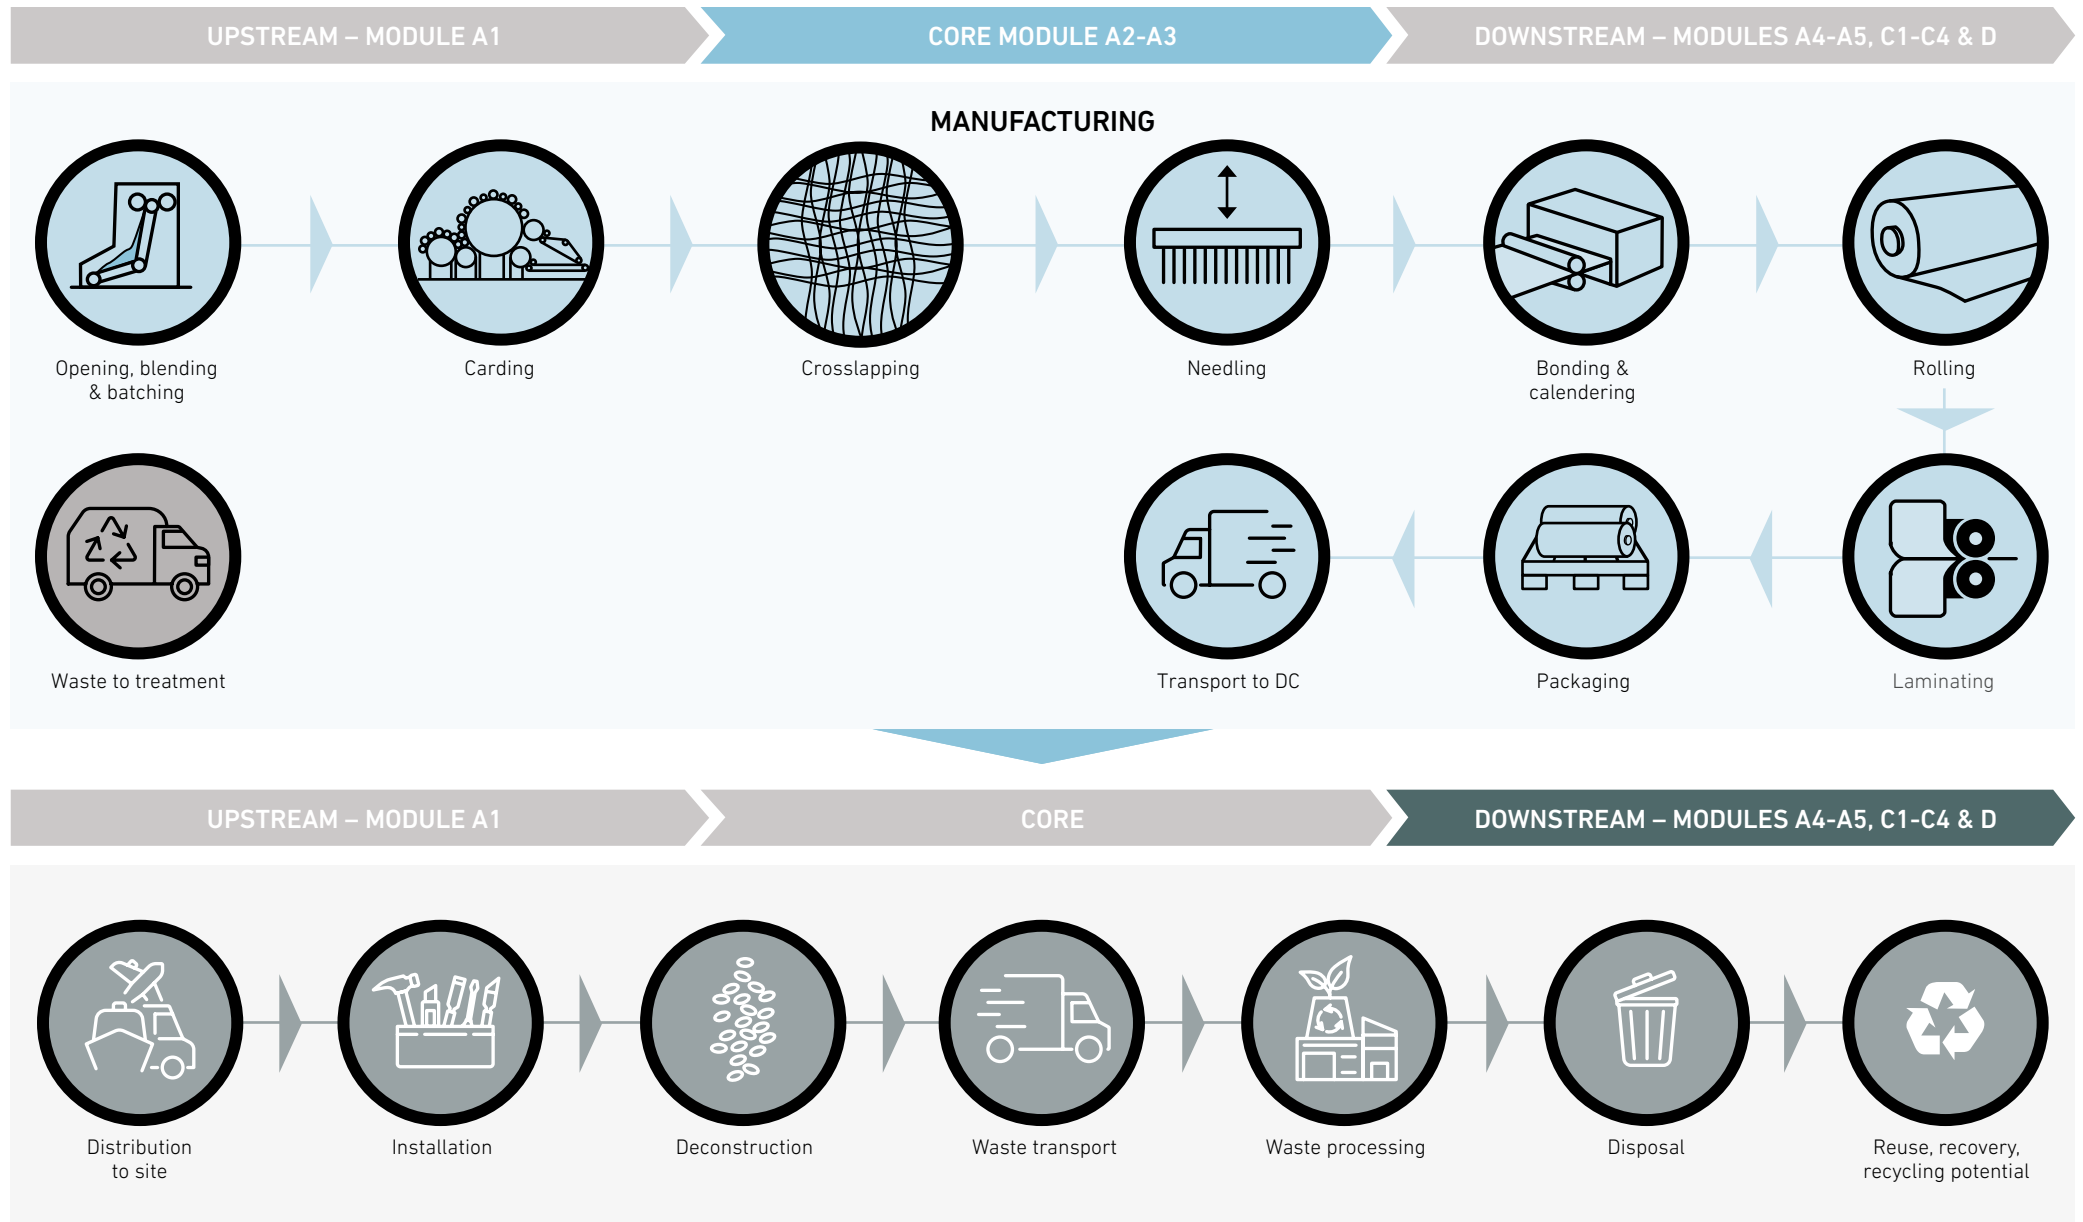 UPSTREAM – MODULE A1
CORE MODULE A2-A3
DOWNSTREAM – MODULES A4-A5, C1-C4 & D
MANUFACTURING
Opening, blending
& batching
Carding
Crosslapping
Needling
Bonding &
calendering
Rolling
Waste to treatment
Transport to DC
Packaging
Laminating
UPSTREAM – MODULE A1
CORE
DOWNSTREAM – MODULES A4-A5, C1-C4 & D
Distribution
to site
Installation
Deconstruction
Waste transport
Waste processing
Disposal
Reuse, recovery,
recycling potential